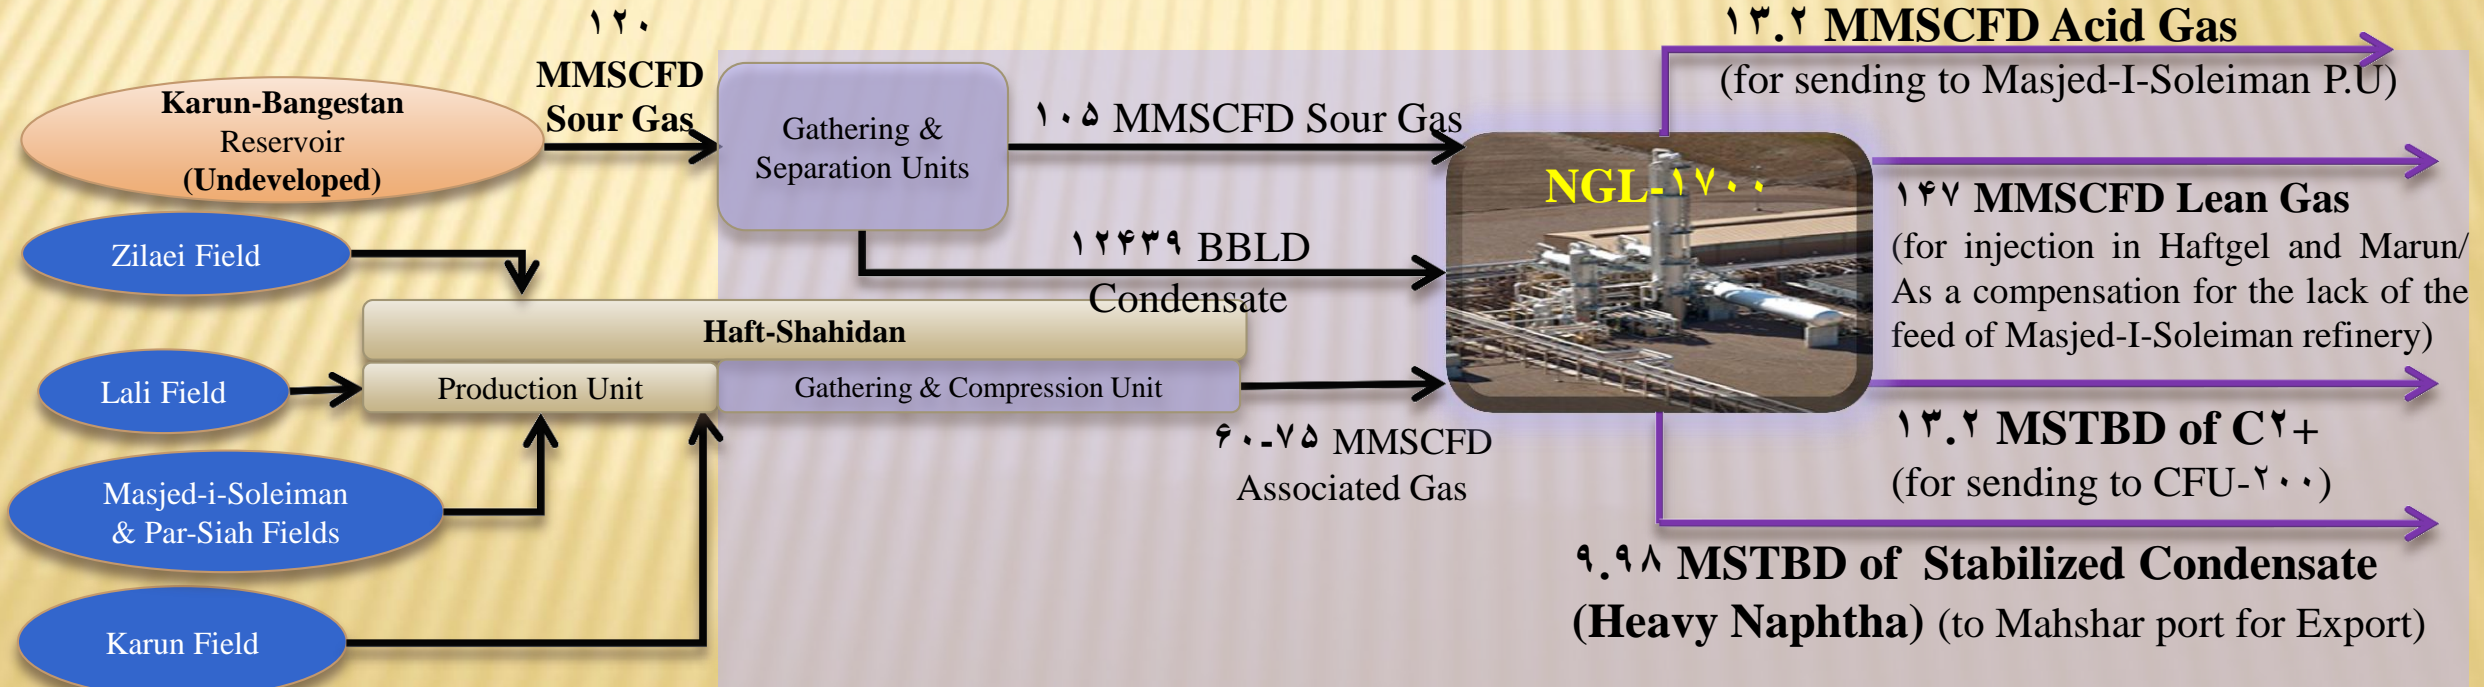 ۱۲۰
MMSCFD
Sour Gas
Karun-Bangestan
Reservoir
(Undeveloped)
Gathering &
Separation Units
۱۰۵ MMSCFD Sour Gas
۱۳.۲ MMSCFD Acid Gas
(for sending to Masjed-I-Soleiman P.U)
NGL-۱۷۰۰
۱۴۷ MMSCFD Lean Gas
(for injection in Haftgel and Marun/
As a compensation for the lack of the
feed of Masjed-I-Soleiman refinery)
Zilaei Field
۱۲۴۳۹ BBLD
Condensate
Haft-Shahidan
Production Unit
Gathering & Compression Unit
Lali Field
۶۰-۷۵ MMSCFD
Associated Gas
۱۳.۲ MSTBD of C۲+
(for sending to CFU-۲۰۰)
Masjed-i-Soleiman
& Par-Siah Fields
۹.۹۸ MSTBD of Stabilized Condensate
(Heavy Naphtha) (to Mahshar port for Export)
Karun Field